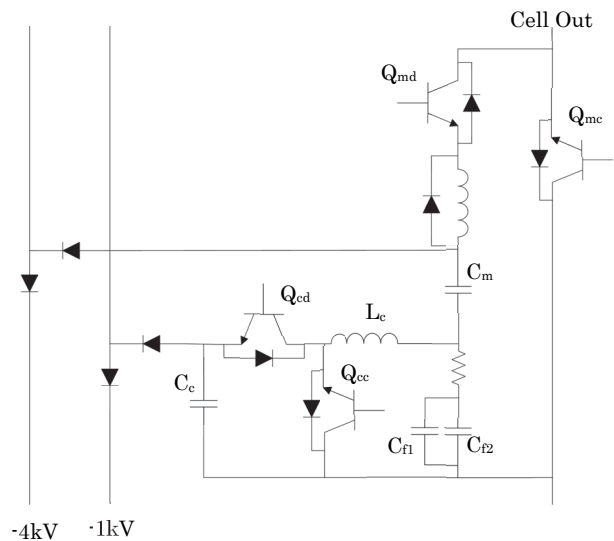 Cell Out
Qmd
Qmc
Cm
Qcd
Lc
Qcc
Cc
Cf1
Cf2
-4kV
-1kV